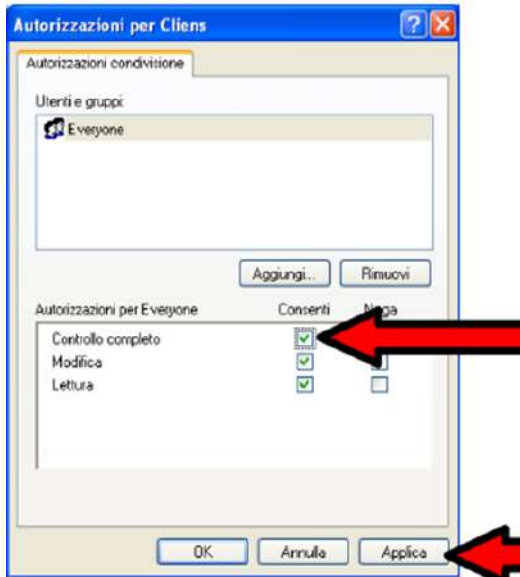 Autorizzazioni per Cliens
Autorizzazioni condivisione
Utenti e gruppi:
Everyone
Aggiungi... Rimuovi
Autorizzazioni per Everyone Consenti Nega
Controllo completo
Modifica
Lettura
OK Annulla Applica